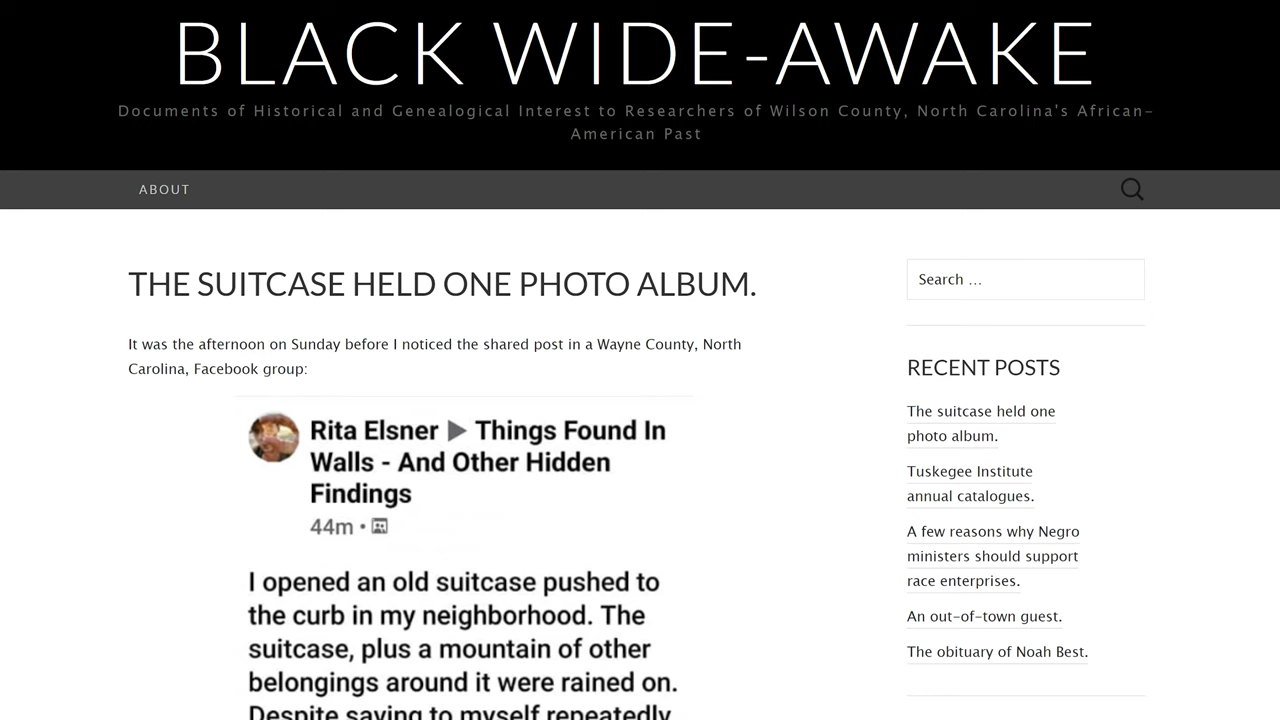 BLACK WIDE-AWAKE
Documents of Historical and Genealogical Interest to Researchers of Wilson County, North Carolina's African-
American Past
ABOUT
THE SUITCASE HELD ONE PHOTO ALBUM.
It was the afternoon on Sunday before I noticed the shared post in a Wayne County, North
Carolina, Facebook group:
Rita Elsner ▶ Things Found In
Walls - And Other Hidden
Findings
44m •
I opened an old suitcase pushed to
the curb in my neighborhood. The
suitcase, plus a mountain of other
belongings around it were rained on.
Despite saying to myself repeatedly
Search …
RECENT POSTS
The suitcase held one
photo album.
Tuskegee Institute
annual catalogues.
A few reasons why Negro
ministers should support
race enterprises.
An out-of-town guest.
The obituary of Noah Best.